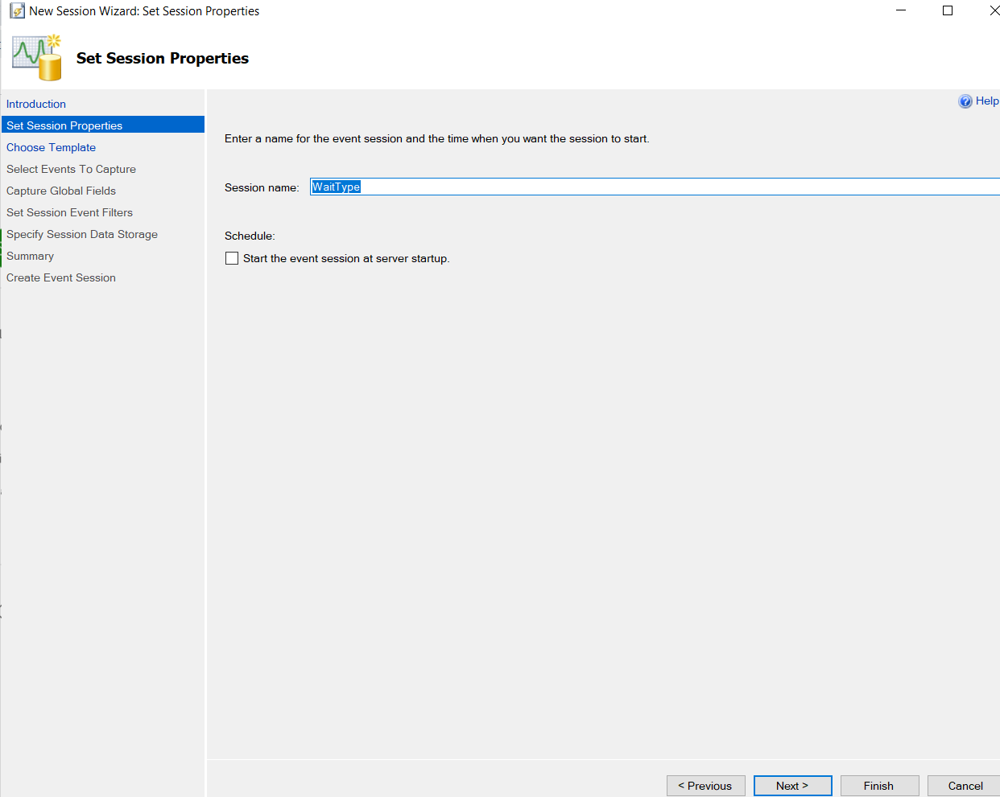 New Session Wizard: Set Session Properties
Set Session Properties
Introduction
Set Session Properties
Choose Template
Select Events To Capture
Capture Global Fields
Set Session Event Filters
Specify Session Data Storage
Summary
Create Event Session
Help
Enter a name for the event session and the time when you want the session to start.
Session name: WaitType
Schedule:
Start the event session at server startup.
< Previous Next > Finish Cancel